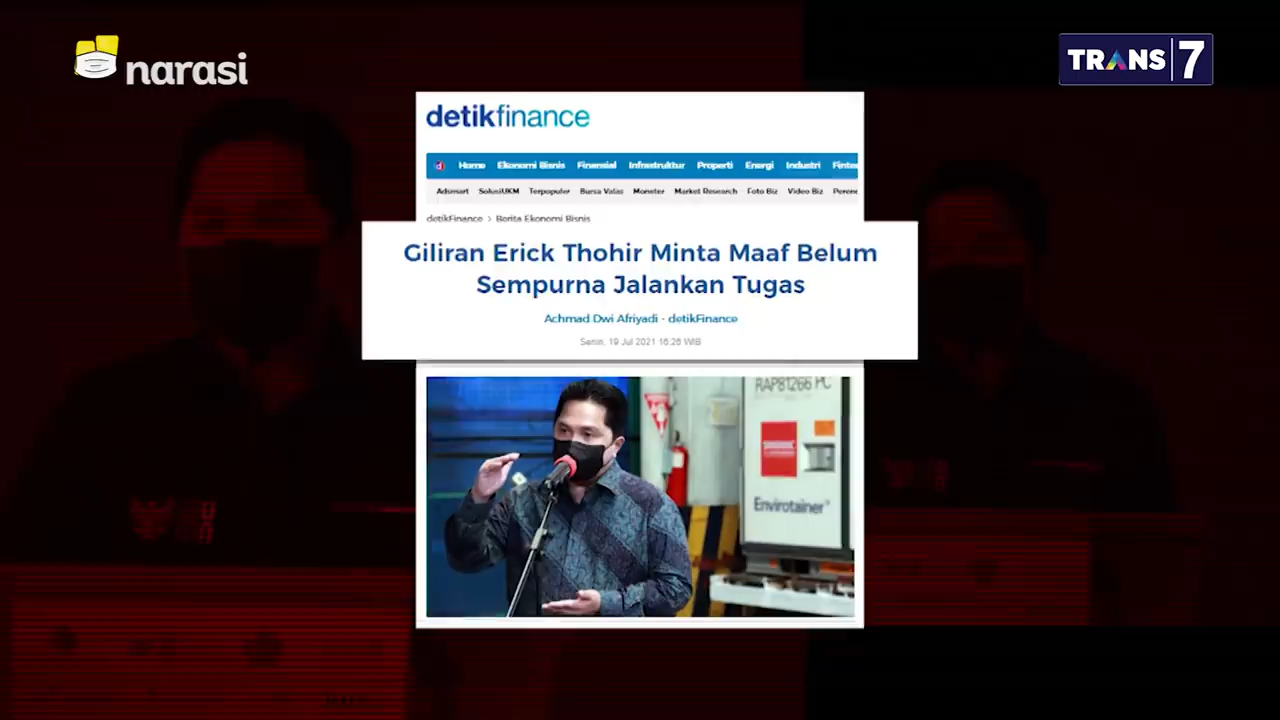 narasi
TRANS 7
detikfinance
d Home Ekonomi Bisnis Finansial Infrastruktur Properti Energi Industri Finte
Adsmart SolusiUKM Terpopuler Bursa Valas Moneter Market Research Foto Biz Video Biz Peren
detikFinance > Berita Ekonomi Bisnis
Giliran Erick Thohir Minta Maaf Belum
Sempurna Jalankan Tugas
Achmad Dwi Afriyadi - detikFinance
Senin, 19 Jul 2021 16:26 WIB
RAP81266 PC
Envirotainer